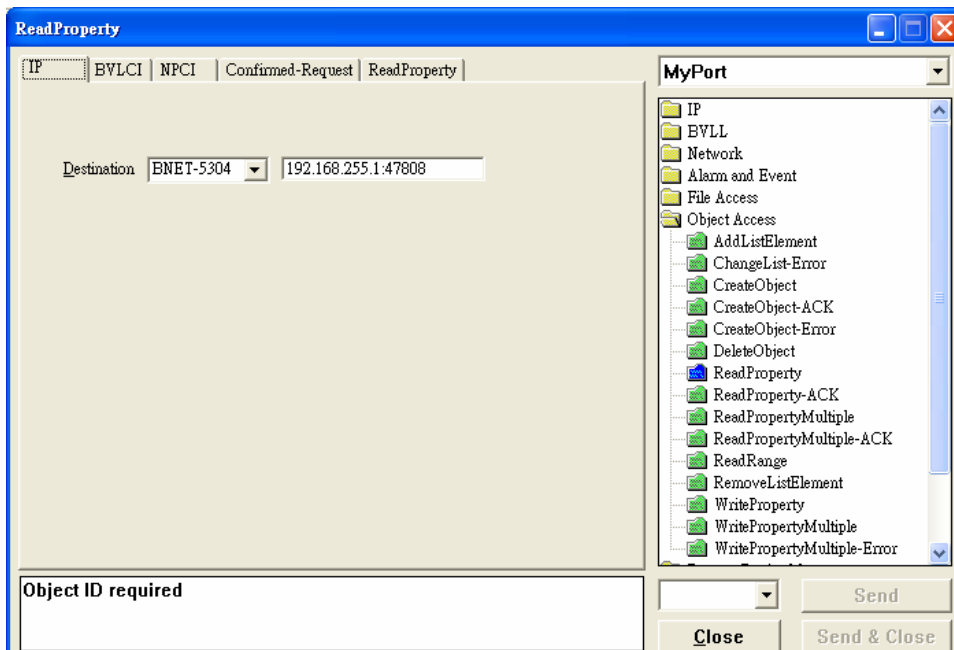 ReadProperty
IP BVLCI NPCI Confirmed-Request ReadProperty
Destination BNET-5304 192.168.255.1:47808
MyPort
IP
BVLL
Network
Alarm and Event
File Access
Object Access
AddListElement
ChangeList-Error
CreateObject
CreateObject-ACK
CreateObject-Error
DeleteObject
ReadProperty
ReadProperty-ACK
ReadPropertyMultiple
ReadPropertyMultiple-ACK
ReadRange
RemoveListElement
WriteProperty
WritePropertyMultiple
WritePropertyMultiple-Error
Object ID required
Send
Close
Send & Close